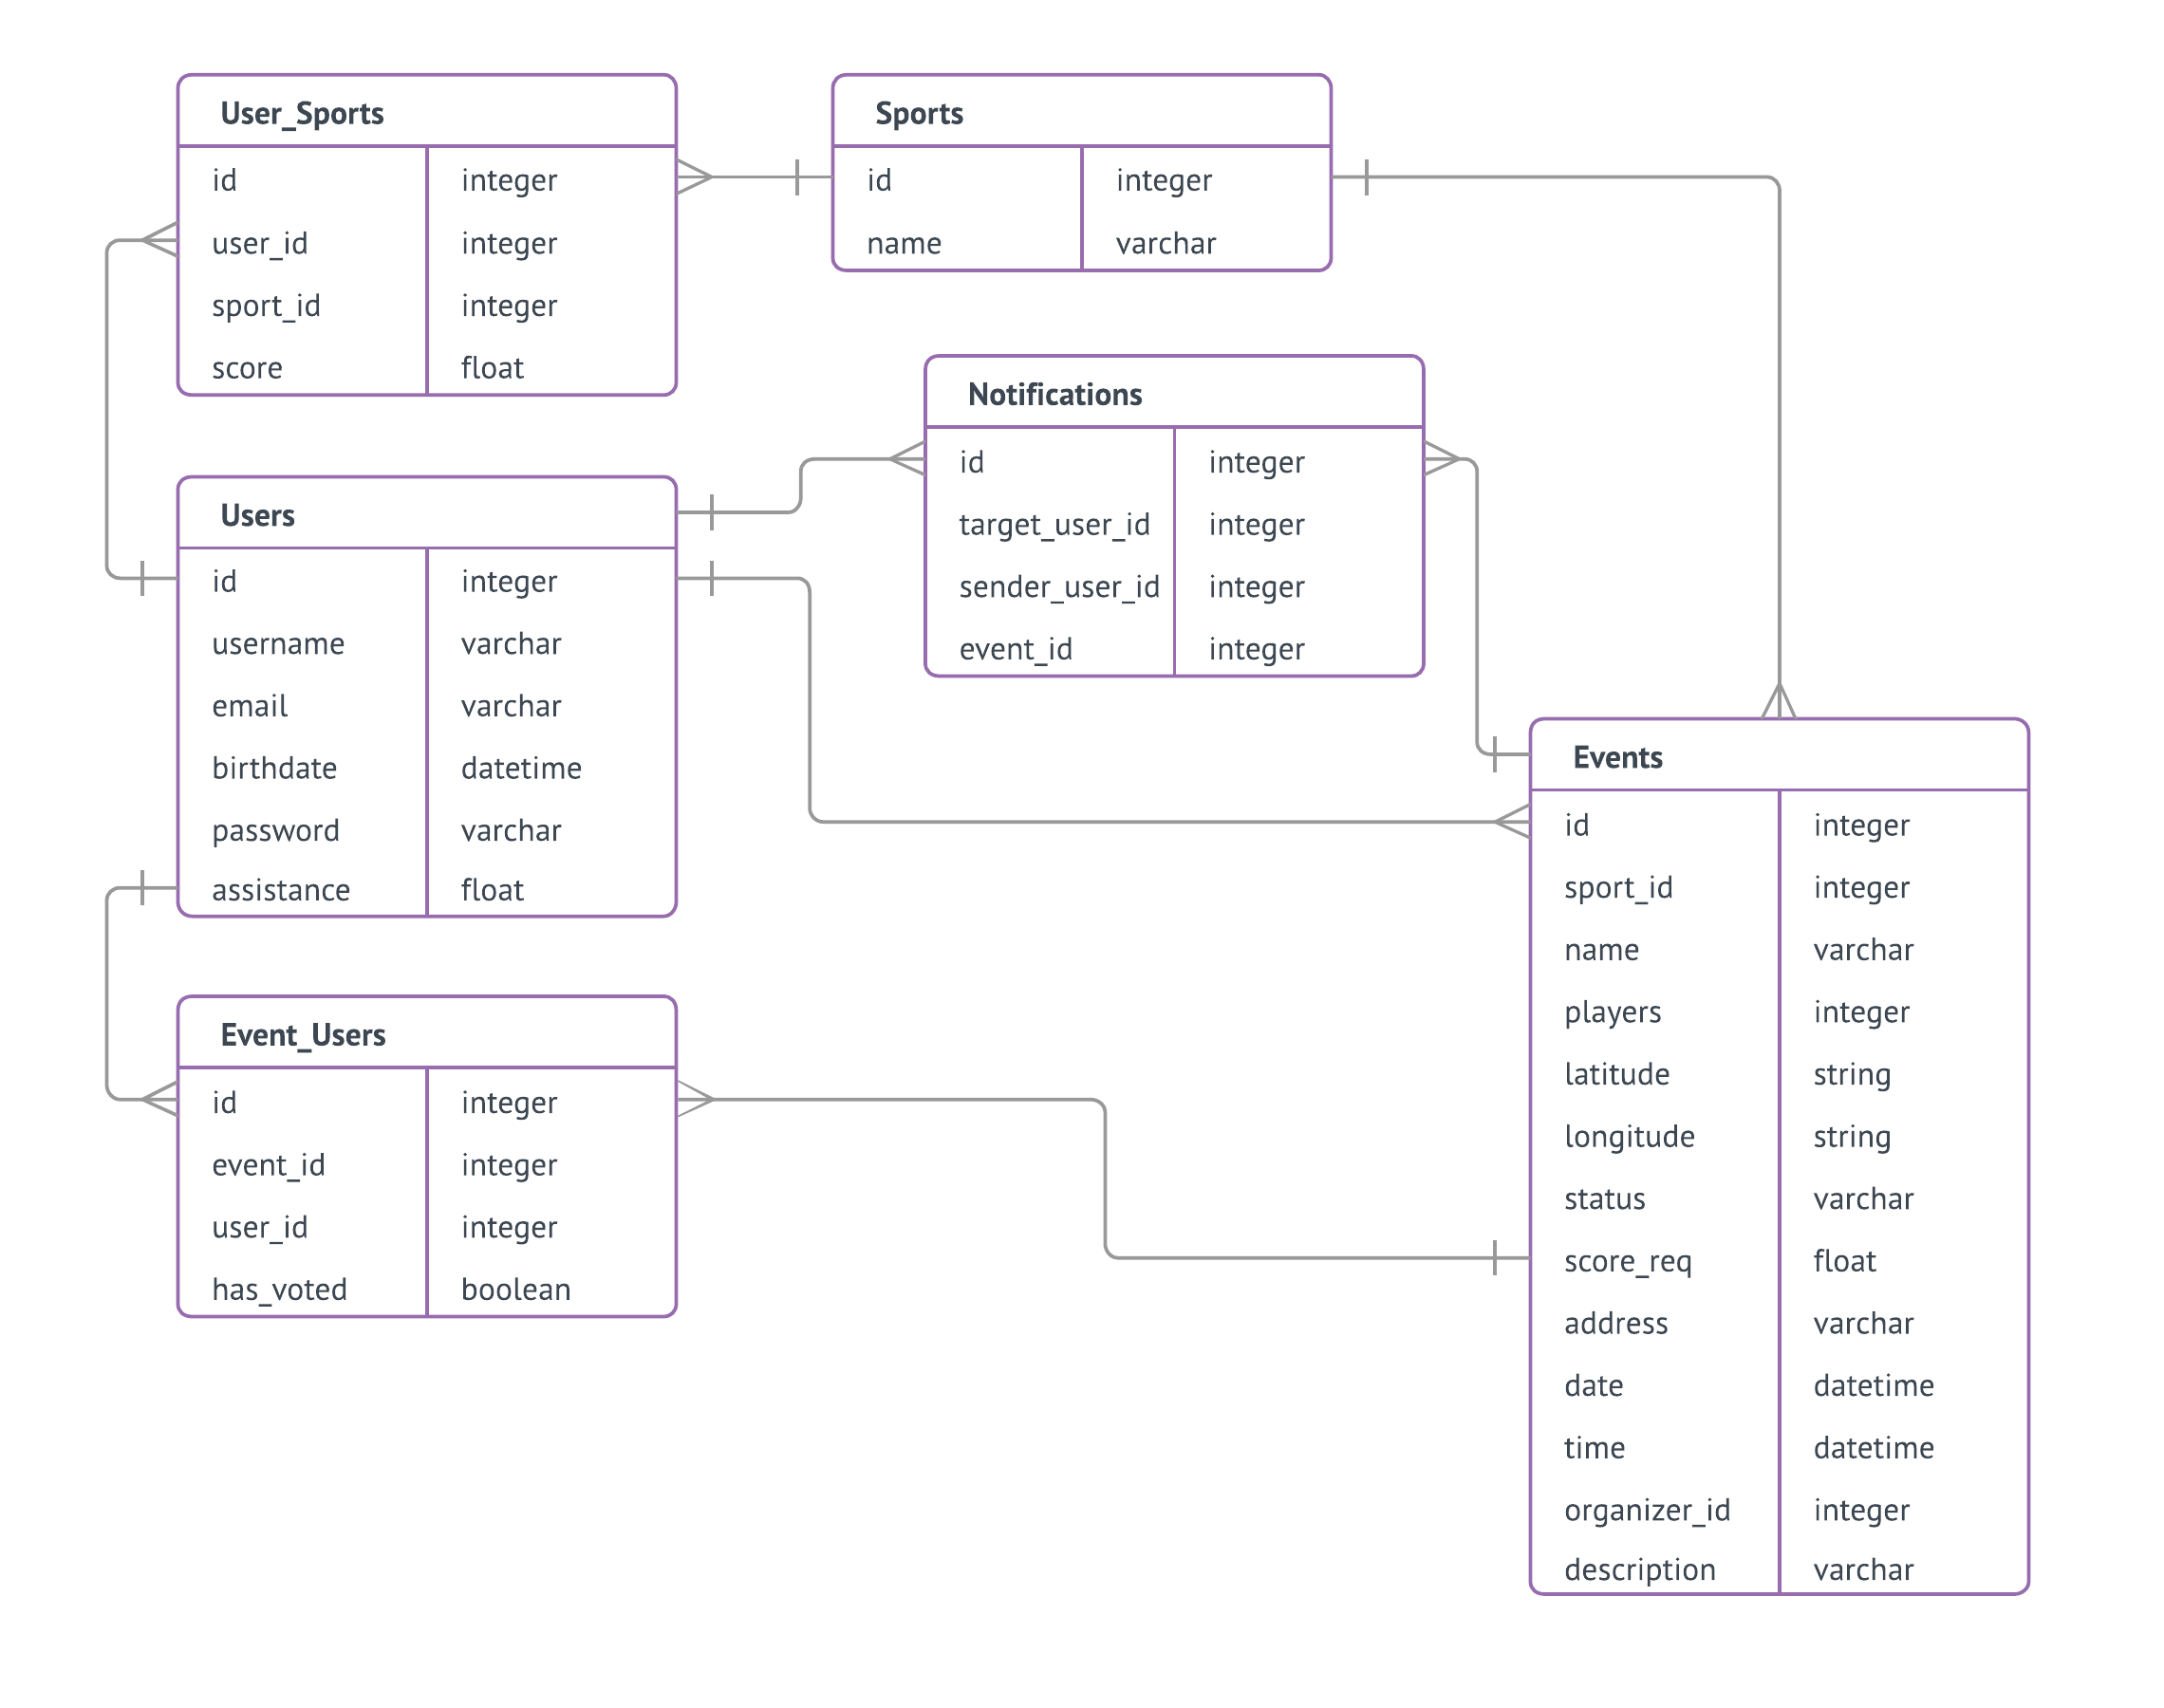 User_Sports
id integer
user_id integer
sport_id integer
score float
Sports
id integer
name varchar
Notifications
id integer
target_user_id integer
sender_user_id integer
event_id integer
Users
id integer
username varchar
email varchar
birthdate datetime
password varchar
assistance float
Events
id integer
sport_id integer
name varchar
players integer
latitude string
longitude string
status varchar
score_req float
address varchar
date datetime
time datetime
organizer_id integer
description varchar
Event_Users
id integer
event_id integer
user_id integer
has_voted boolean